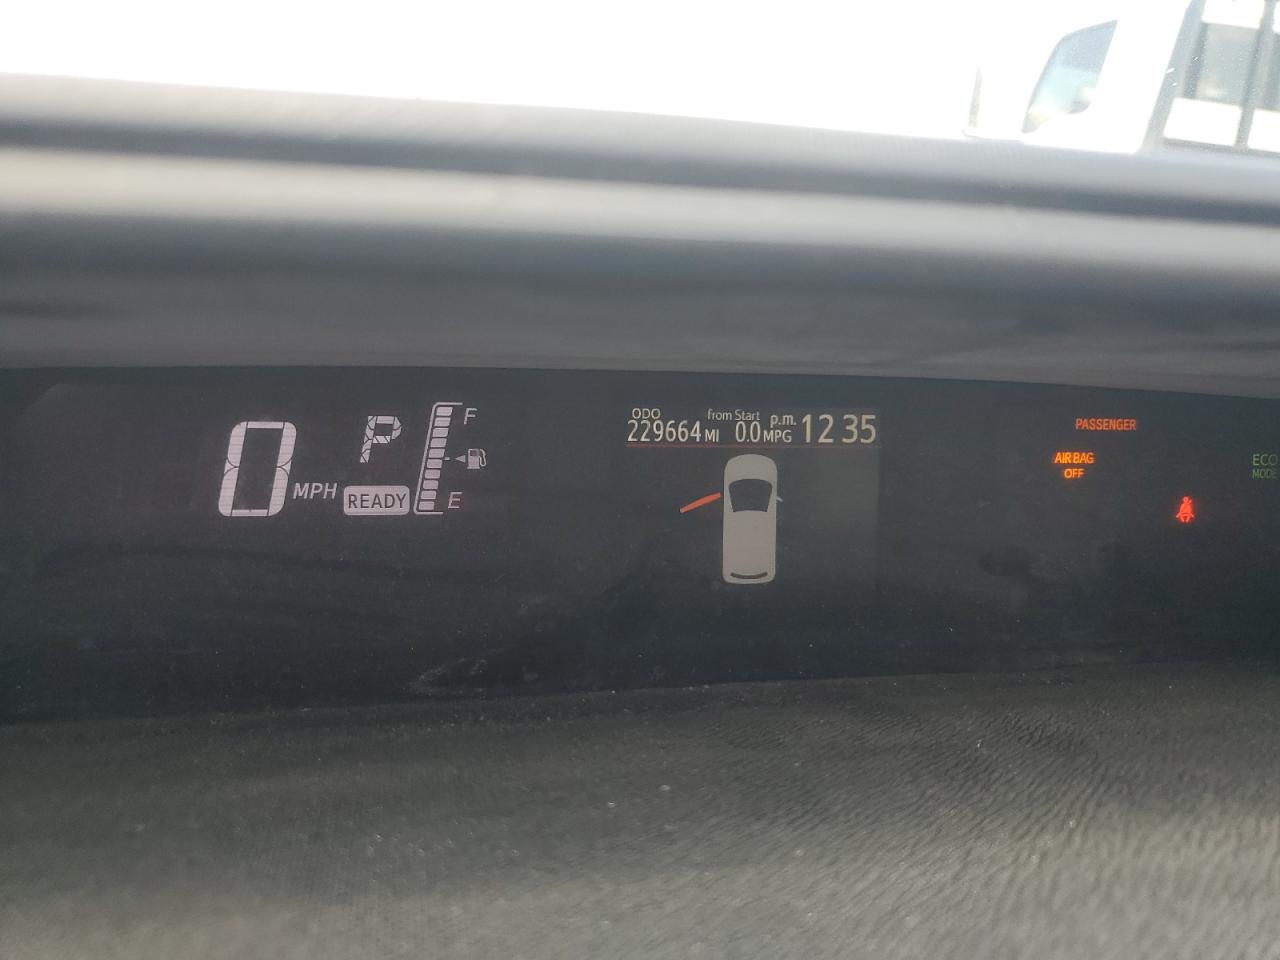 0 MPH
P
READY
F
E
ODO from Start p.m. 12 35
229664 MI 0.0 MPG
PASSENGER
AIR BAG
OFF
ECO
MODE